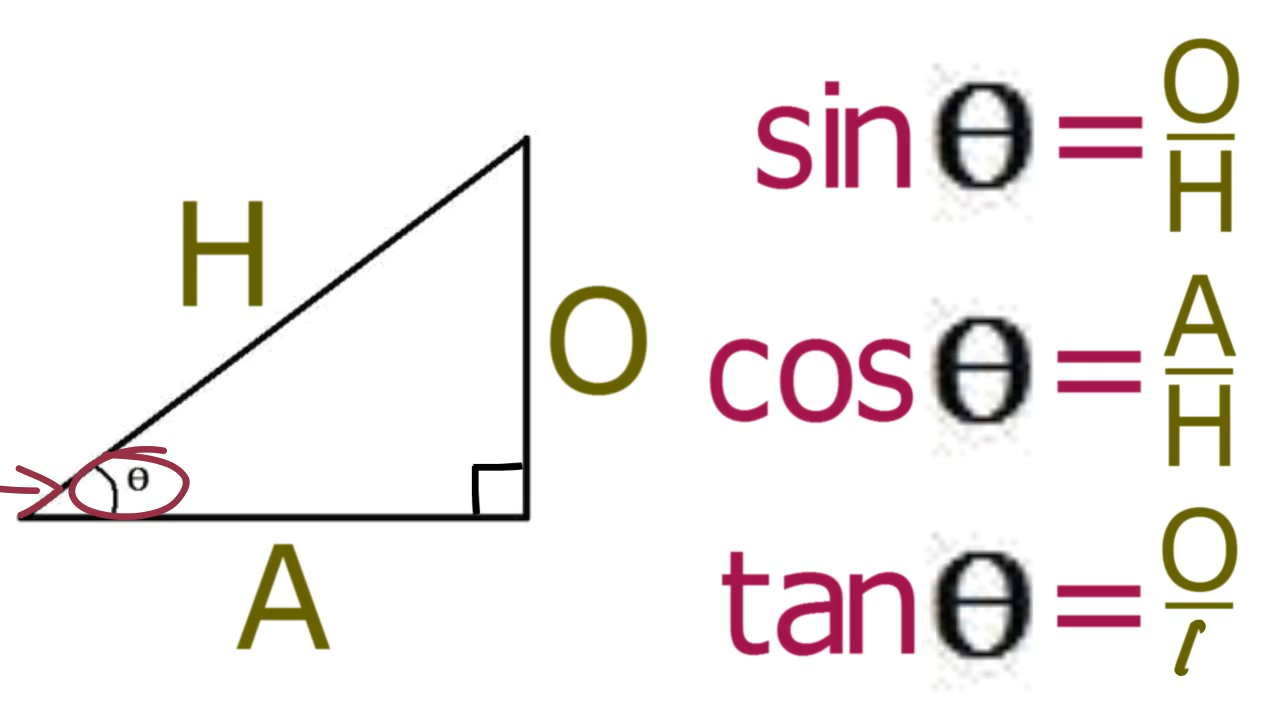 H
O
θ
A
sin θ = O/H
cos θ = A/H
tan θ = O/